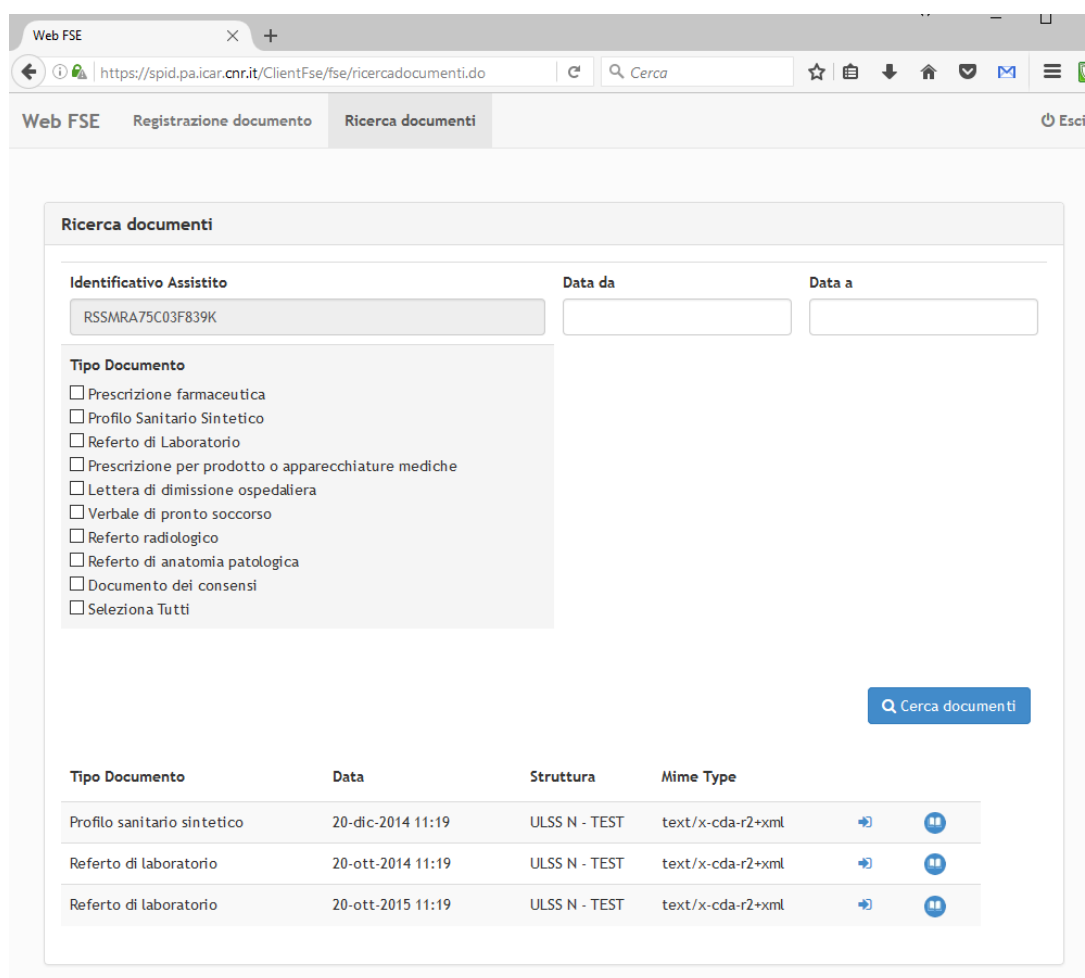 Web FSE
https://spid.pa.icar.cnr.it/ClientFse/fse/ricercadocumenti.do Cerca
Web FSE Registrazione documento Ricerca documenti Esci
Ricerca documenti
Identificativo Assistito Data da Data a
RSSMRA75C03F839K
Tipo Documento
Prescrizione farmaceutica
Profilo Sanitario Sintetico
Referto di Laboratorio
Prescrizione per prodotto o apparecchiature mediche
Lettera di dimissione ospedaliera
Verbale di pronto soccorso
Referto radiologico
Referto di anatomia patologica
Documento dei consensi
Seleziona Tutti
Cerca documenti
Tipo Documento Data Struttura Mime Type
Profilo sanitario sintetico 20-dic-2014 11:19 ULSS N - TEST text/x-cda-r2+xml
Referto di laboratorio 20-ott-2014 11:19 ULSS N - TEST text/x-cda-r2+xml
Referto di laboratorio 20-ott-2015 11:19 ULSS N - TEST text/x-cda-r2+xml